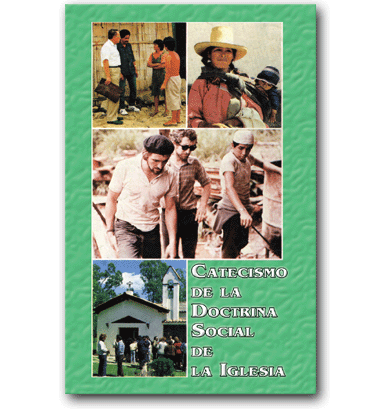 CATECISMO
DE LA
DOCTRINA
SOCIAL
DE
LA IGLESIA